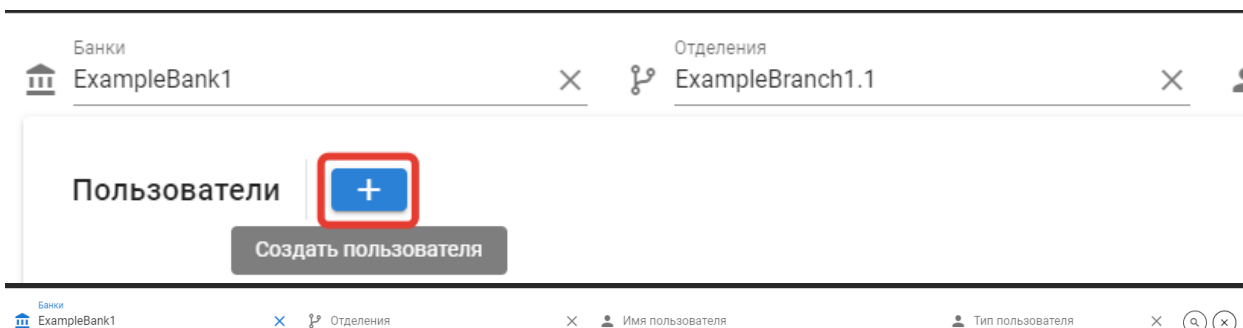 Банки Отделения
ExampleBank1 ExampleBranch1.1
Пользователи +
Создать пользователя
Банки
ExampleBank1 Отделения Имя пользователя Тип пользователя